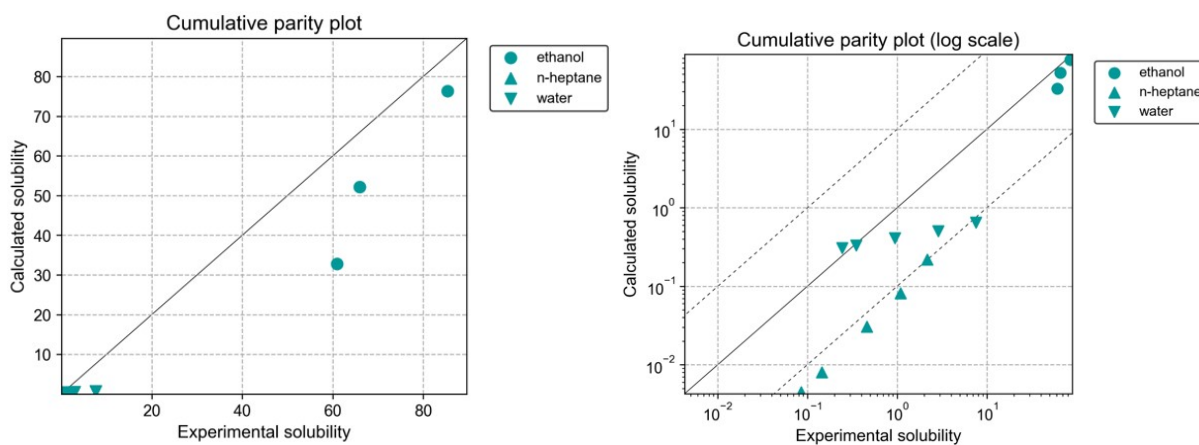 Cumulative parity plot
Calculated solubility
80
70
60
50
40
30
20
10
20
40
60
80
Experimental solubility
ethanol
n-heptane
water
Cumulative parity plot (log scale)
Calculated solubility
10¹
10⁰
10⁻¹
10⁻²
10⁻²
10⁻¹
10⁰
10¹
Experimental solubility
ethanol
n-heptane
water